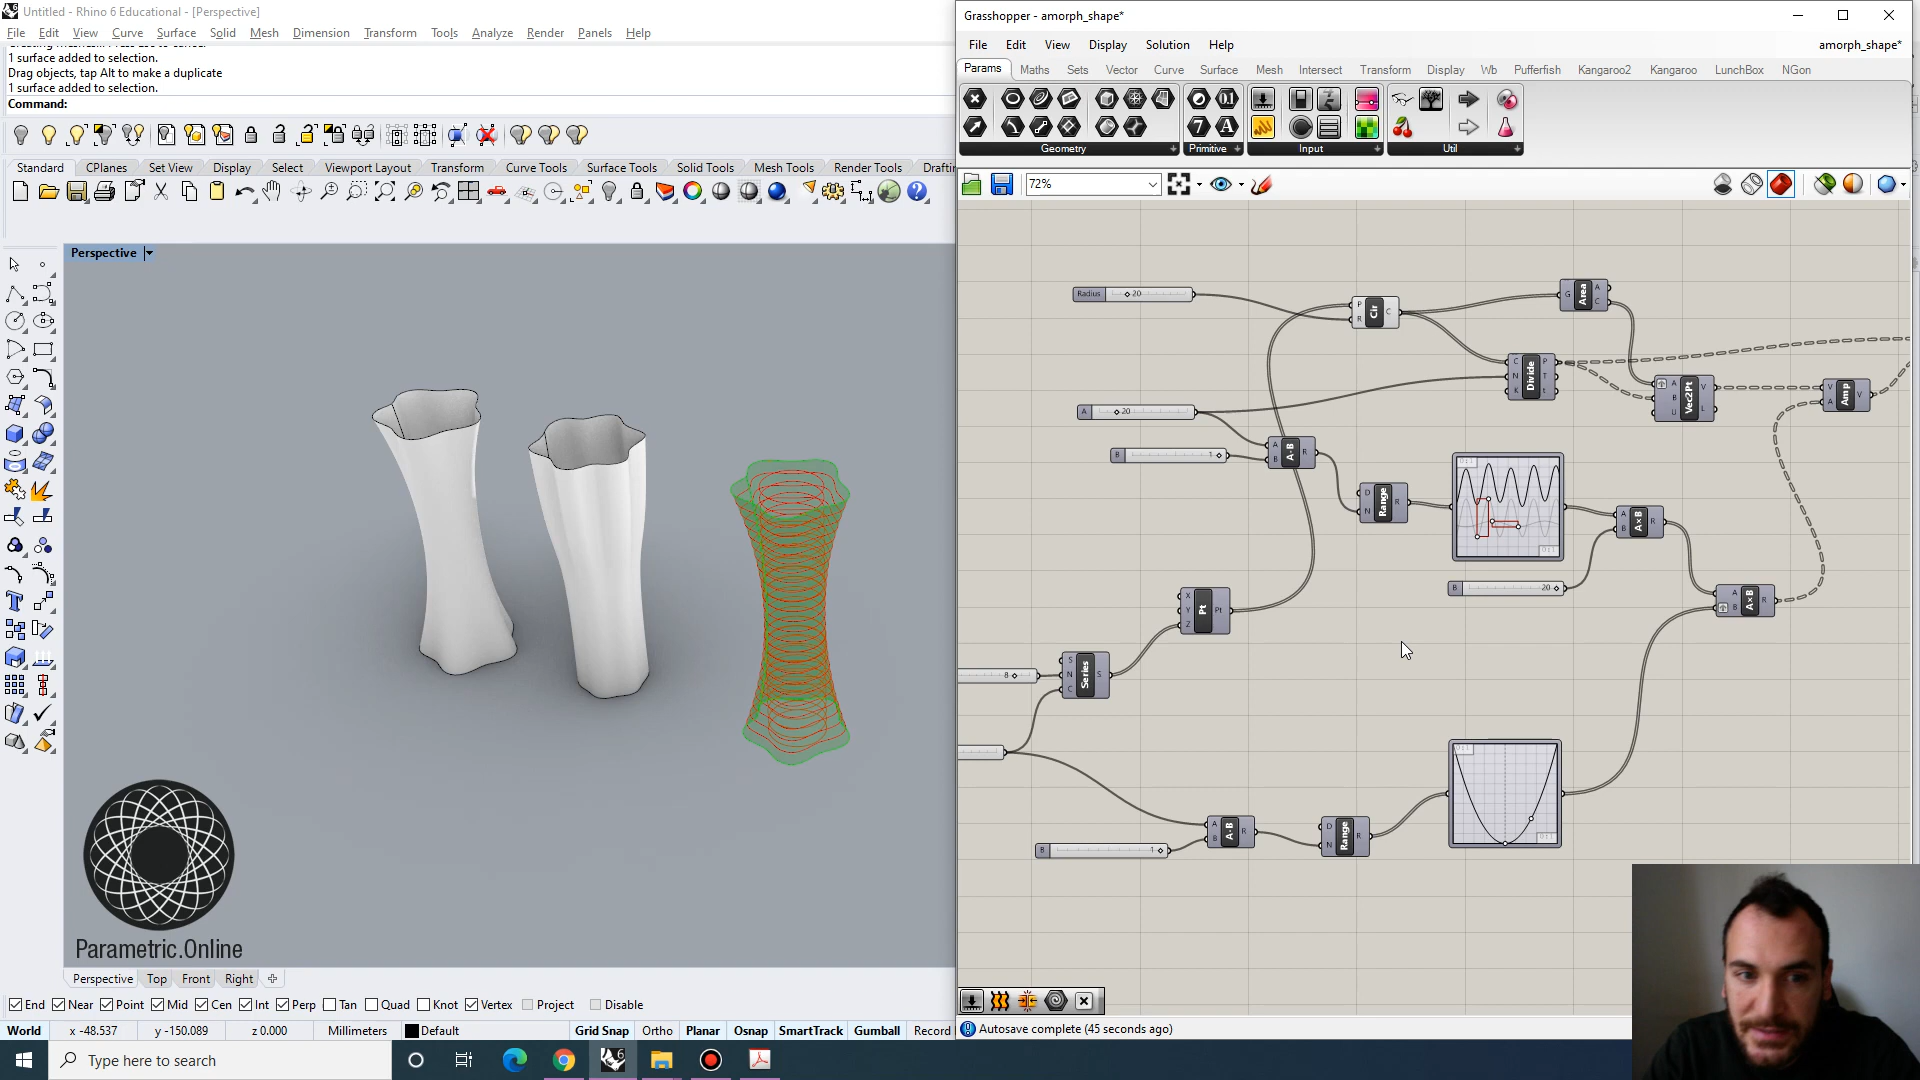 Untitled - Rhino 6 Educational - [Perspective]
File Edit View Curve Surface Solid Mesh Dimension Transform Tools Analyze Render Panels Help
1 surface added to selection.
Drag objects, tap Alt to make a duplicate
1 surface added to selection.
Command:
Standard CPlanes Set View Display Select Viewport Layout Transform Curve Tools Surface Tools Solid Tools Mesh Tools Render Tools Drafti
Perspective
Parametric.Online
Perspective Top Front Right
End Near Point Mid Cen Int Perp Tan Quad Knot Vertex Project Disable
World x -48.537 y -150.089 z 0.000 Millimeters Default Grid Snap Ortho Planar Osnap SmartTrack Gumball Record
Type here to search
Grasshopper - amorph_shape*
File Edit View Display Solution Help
amorph_shape*
Params Maths Sets Vector Curve Surface Mesh Intersect Transform Display Wb Pufferfish Kangaroo2 Kangaroo LunchBox NGon
Geometry Primitive Input Util
72%
Radius 20
P R Cir C
G Area A C
A 20
C N K Divide P T t
A B U Vec2Pt V L
V A Amp V
B 1
A B A-B R
D N Range R
A B A×B R
B 20
A B A×B R
X Y Z Pt Pt
8
S N C Series S
B 1
A B A-B R
D N Range R
Autosave complete (45 seconds ago)